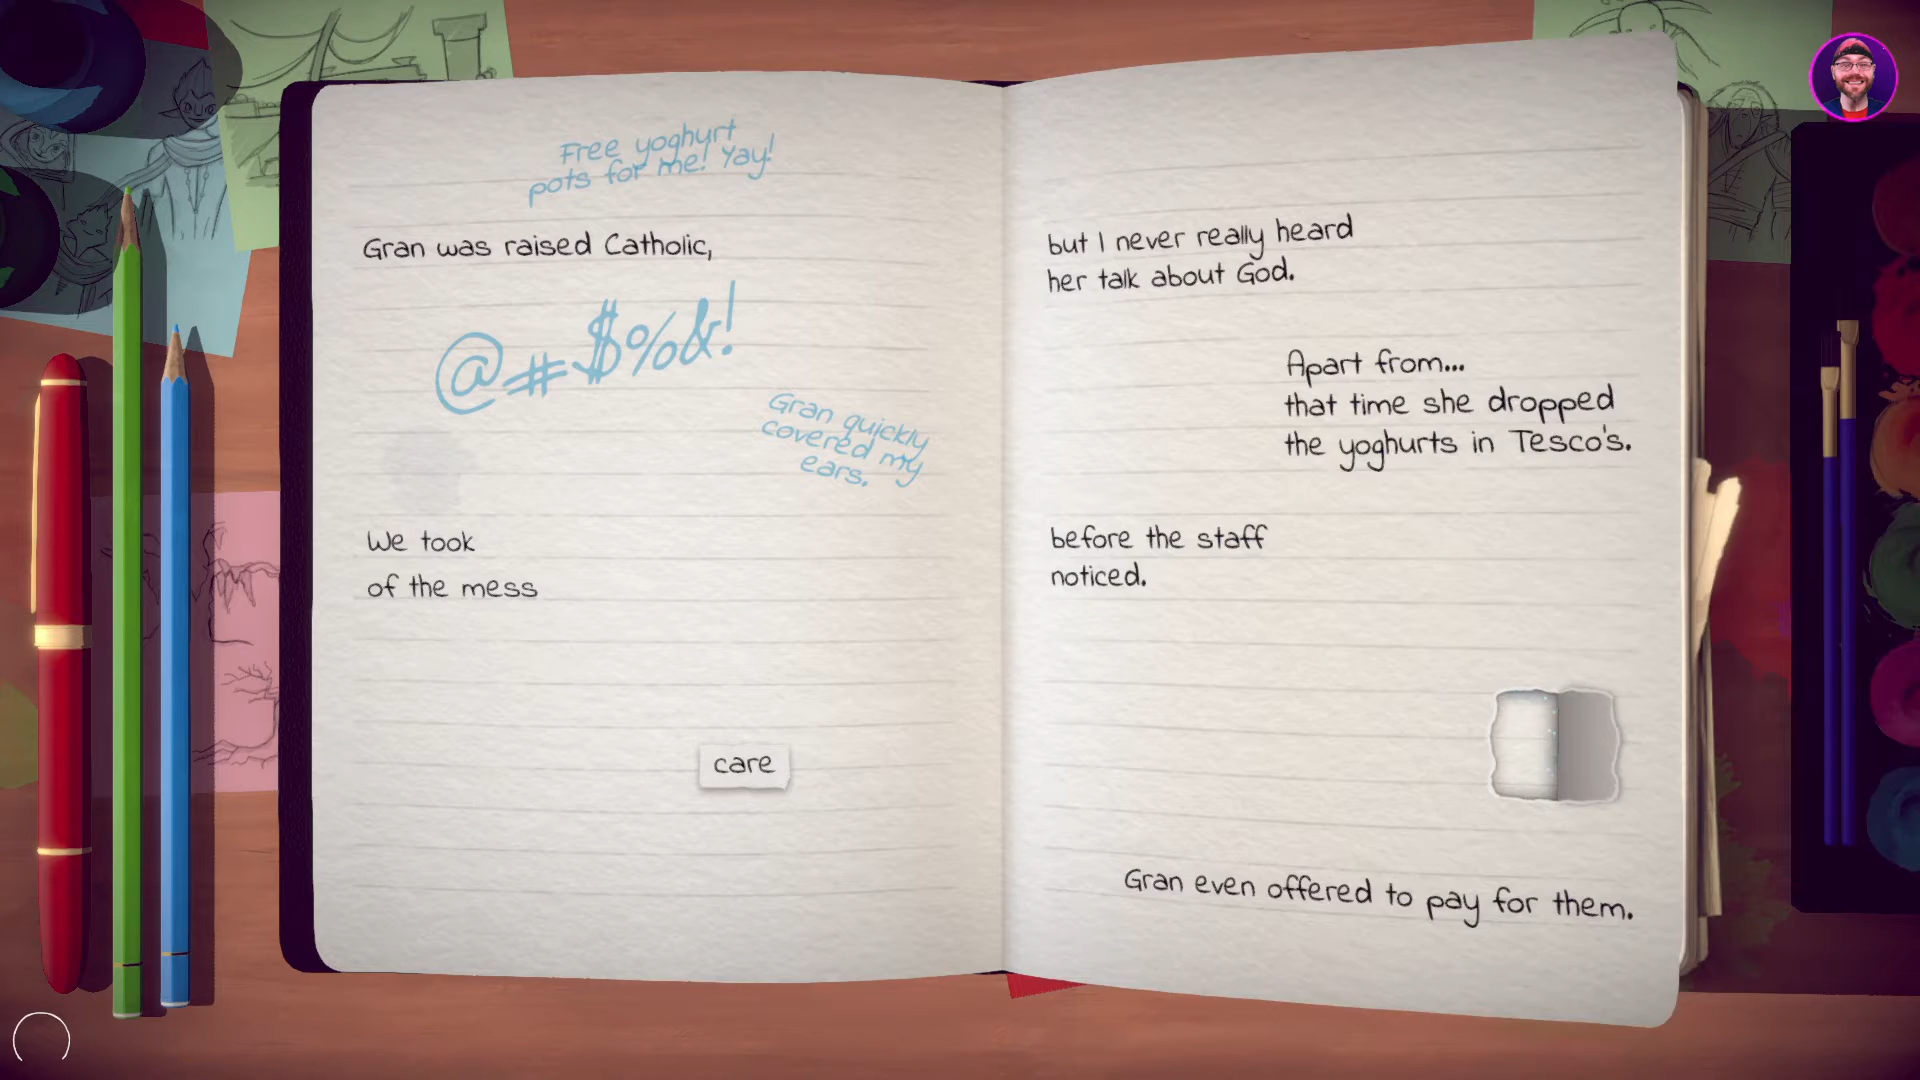 Free yoghurt
pots for me! Yay!
Gran was raised Catholic,
@#$%&!
Gran quickly
covered my
ears.
We took
of the mess
care
but I never really heard
her talk about God.
Apart from...
that time she dropped
the yoghurts in Tesco's.
before the staff
noticed.
Gran even offered to pay for them.